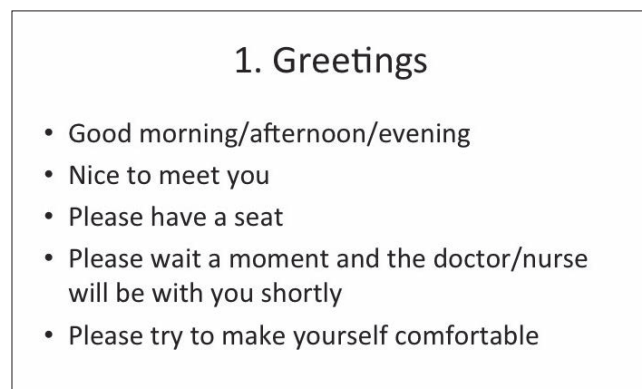 1. Greetings
• Good morning/afternoon/evening
• Nice to meet you
• Please have a seat
• Please wait a moment and the doctor/nurse
will be with you shortly
• Please try to make yourself comfortable